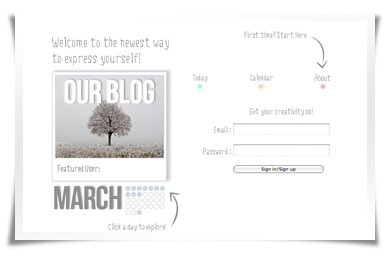 First time? Start Here
Welcome to the newest way
to express yourself!
OUR BLOG
Today
Calendar
About
Get your creativity on!
Email :
Password :
Featured User:
Sign in/Sign up
MARCH
Click a day to explore!